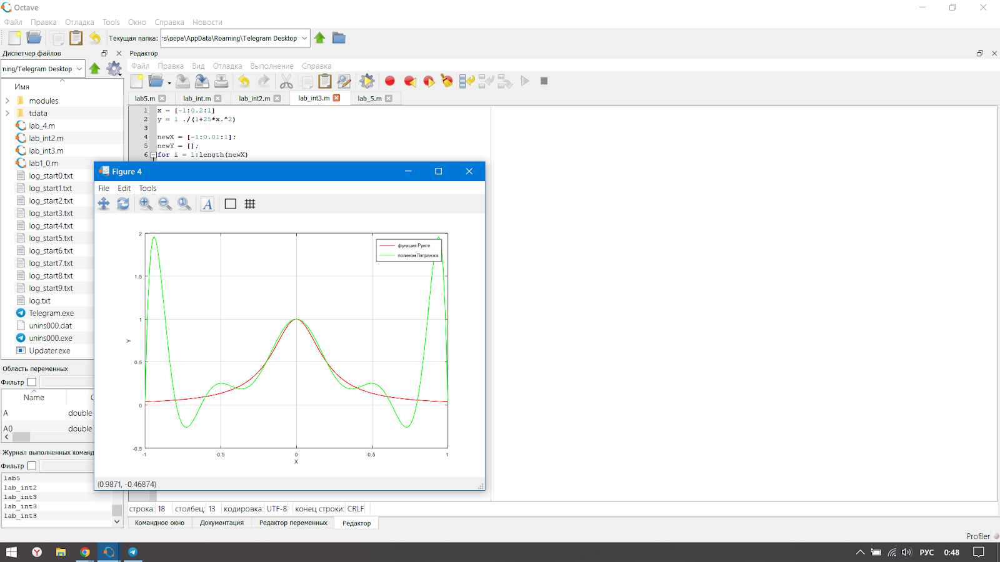 Octave
Файл Правка Отладка Tools Окно Справка Новости
Текущая папка: rs\вера\AppData\Roaming\Telegram Desktop
Диспетчер файлов
ning/Telegram Desktop
Имя
modules
tdata
lab_4.m
lab_int2.m
lab_int3.m
lab1_0.m
log_start0.txt
log_start1.txt
log_start2.txt
log_start3.txt
log_start4.txt
log_start5.txt
log_start6.txt
log_start7.txt
log_start8.txt
log_start9.txt
log.txt
Telegram.exe
unins000.dat
unins000.exe
Updater.exe
Область переменных
Фильтр
Name C
A double
A0 double
Журнал выполненных команд
Фильтр
lab5
lab_int2
lab_int3
lab_int3
lab_int3
Редактор
Файл Правка Вид Отладка Выполнение Справка
lab5.m lab_int.m lab_int2.m lab_int3.m lab_5.m
1 x = [-1:0.2:1]
2 y = 1 ./(1+25*x.^2)
3
4 newX = [-1:0.01:1];
5 newY = [];
6 for i = 1:length(newX)
Figure 4
File Edit Tools
A
функция Рунге
полином Лагранжа
2
1.5
1
0.5
0
-0.5
Y
-1 -0.5 0 0.5 1
X
(0.9871, -0.46874)
строка: 18 столбец: 13 кодировка: UTF-8 конец строки: CRLF
Командное окно Документация Редактор переменных Редактор
Profiler
РУС 0:48